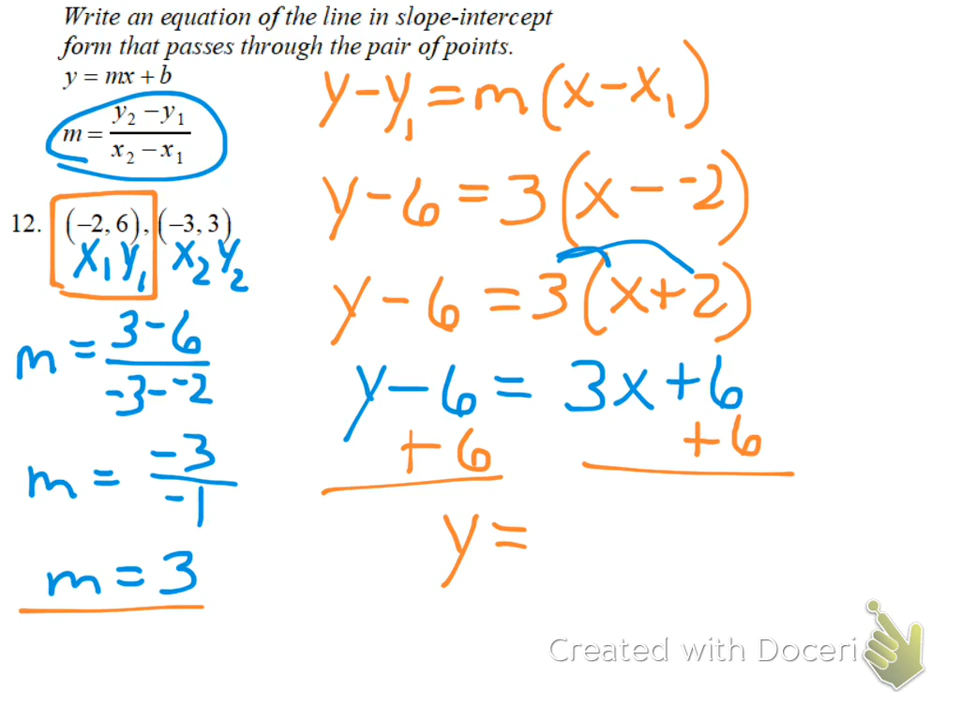 Write an equation of the line in slope-intercept
form that passes through the pair of points.
y = mx + b
m = (y₂ − y₁)/(x₂ − x₁)
12. (−2, 6), (−3, 3)
x₁ y₁ x₂ y₂
m = (3 - 6)/(-3 - -2)
m = -3/-1
m = 3
y - y₁ = m(x - x₁)
y - 6 = 3(x - -2)
y - 6 = 3(x + 2)
y - 6 = 3x + 6
+ 6 + 6
y =
Created with Doceri